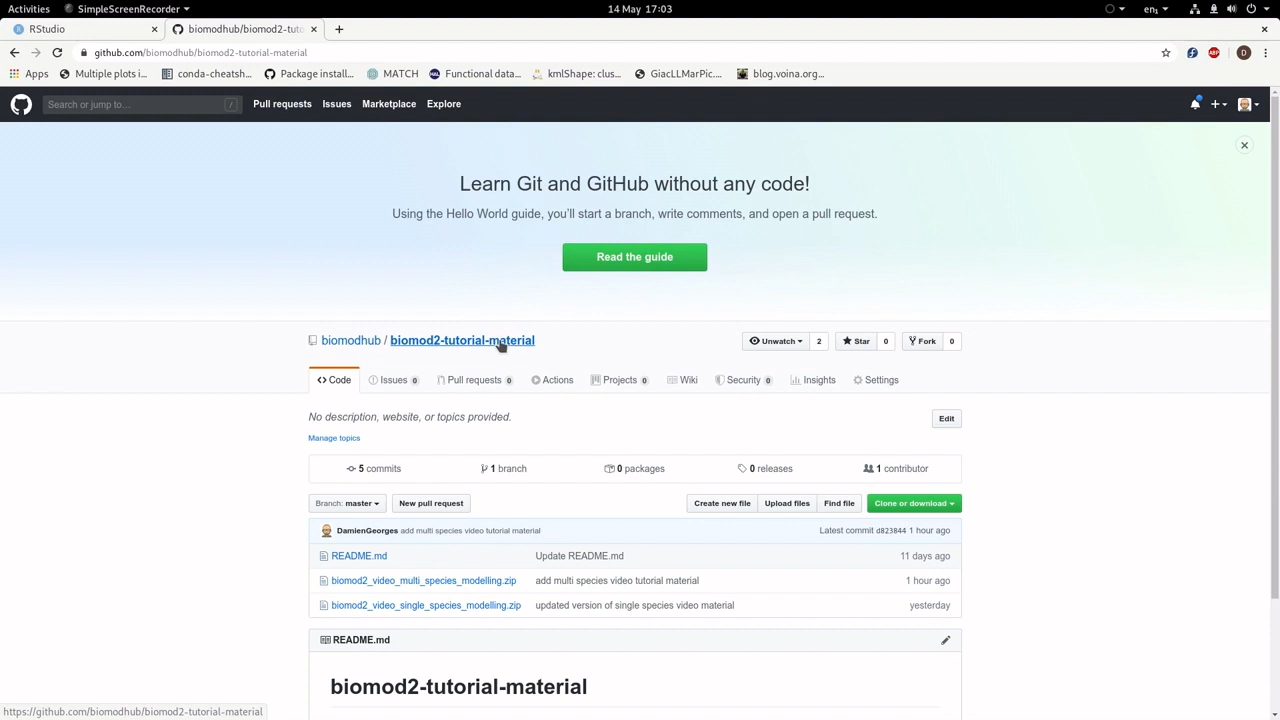 Activities SimpleScreenRecorder 14 May 17:03 en1
RStudio biomodhub/biomod2-tuto
github.com/biomodhub/biomod2-tutorial-material
Apps Multiple plots i... conda-cheatsh... Package install... MATCH Functional data... kmlShape: clus... GiacLLMarPic... blog.voina.org...
Search or jump to... / Pull requests Issues Marketplace Explore
Learn Git and GitHub without any code!
Using the Hello World guide, you'll start a branch, write comments, and open a pull request.
Read the guide
biomodhub / biomod2-tutorial-material Unwatch 2 Star 0 Fork 0
Code Issues 0 Pull requests 0 Actions Projects 0 Wiki Security 0 Insights Settings
No description, website, or topics provided. Edit
Manage topics
5 commits 1 branch 0 packages 0 releases 1 contributor
Branch: master New pull request Create new file Upload files Find file Clone or download
DamienGeorges add multi species video tutorial material Latest commit d823844 1 hour ago
README.md Update README.md 11 days ago
biomod2_video_multi_species_modelling.zip add multi species video tutorial material 1 hour ago
biomod2_video_single_species_modelling.zip updated version of single species video material yesterday
README.md
biomod2-tutorial-material
https://github.com/biomodhub/biomod2-tutorial-material